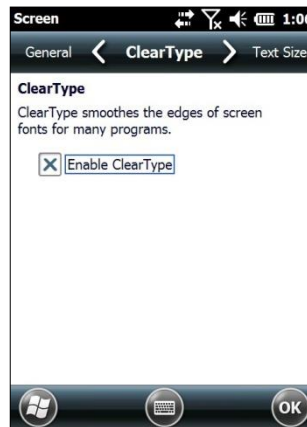 Screen 1:06
General ClearType Text Size
ClearType
ClearType smoothes the edges of screen
fonts for many programs.
Enable ClearType
OK